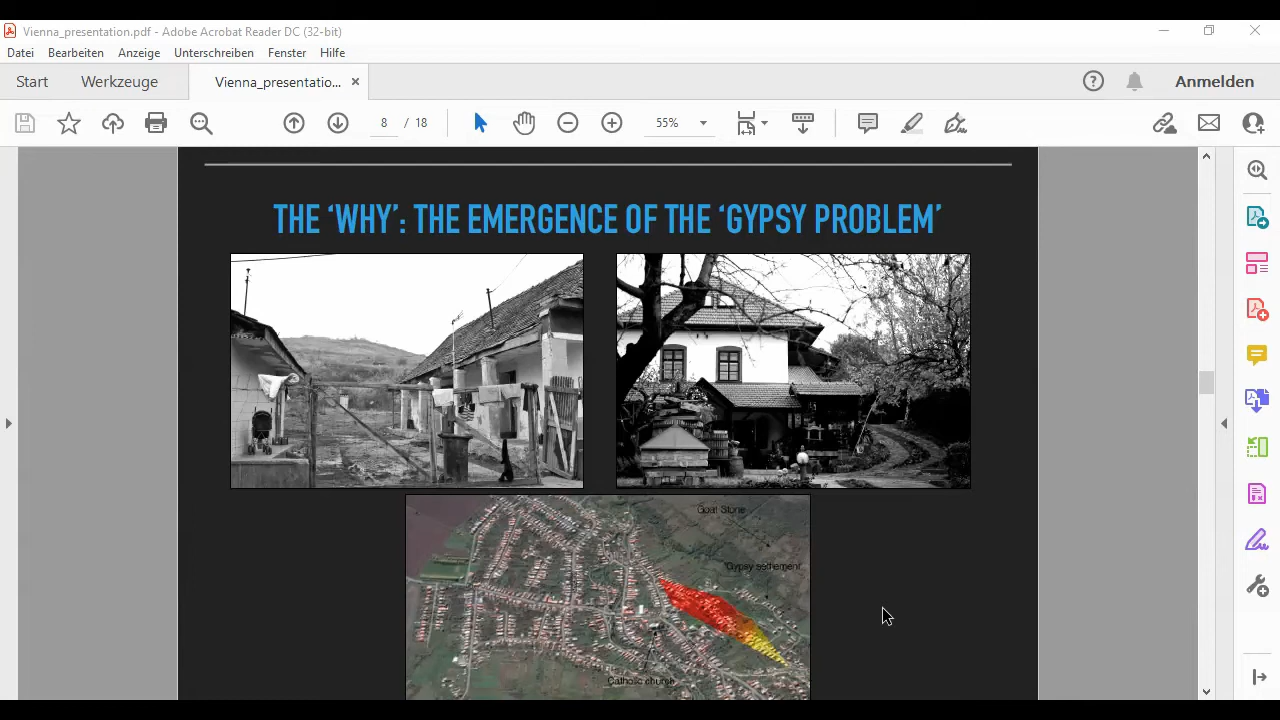 Vienna_presentation.pdf - Adobe Acrobat Reader DC (32-bit)
Datei Bearbeiten Anzeige Unterschreiben Fenster Hilfe
Start Werkzeuge Vienna_presentatio... × Anmelden
8 / 18 55%
THE ‘WHY’: THE EMERGENCE OF THE ‘GYPSY PROBLEM’
Goat Stone
Gypsy settlement
Catholic church